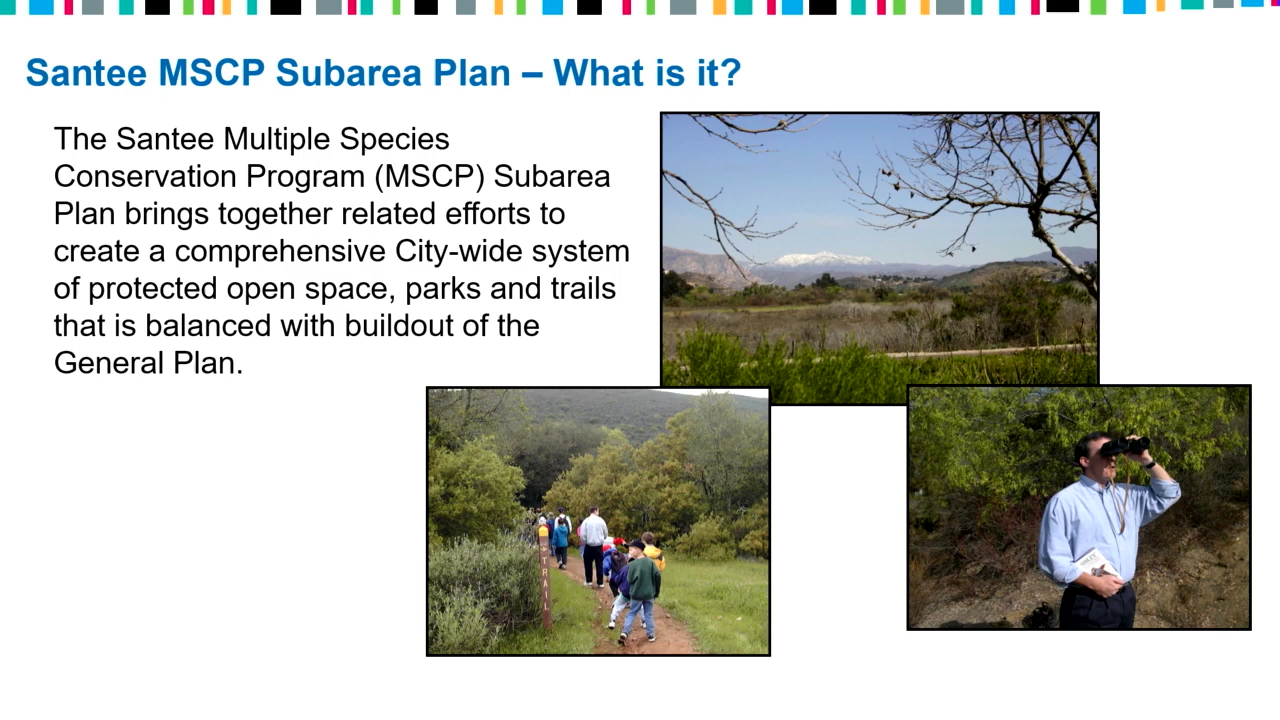 Santee MSCP Subarea Plan – What is it?
The Santee Multiple Species
Conservation Program (MSCP) Subarea
Plan brings together related efforts to
create a comprehensive City-wide system
of protected open space, parks and trails
that is balanced with buildout of the
General Plan.
TRAIL